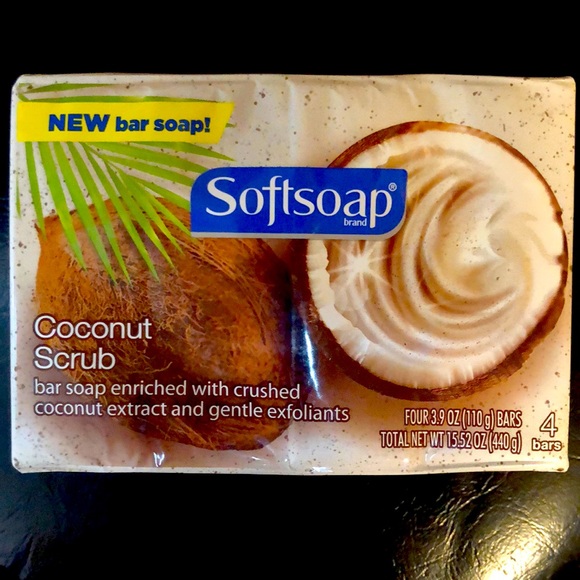 NEW bar soap!
Softsoap®
brand
Coconut
Scrub
bar soap enriched with crushed
coconut extract and gentle exfoliants
FOUR 3.9 OZ (110 g) BARS
TOTAL NET WT 15.52 OZ (440 g)
4
bars